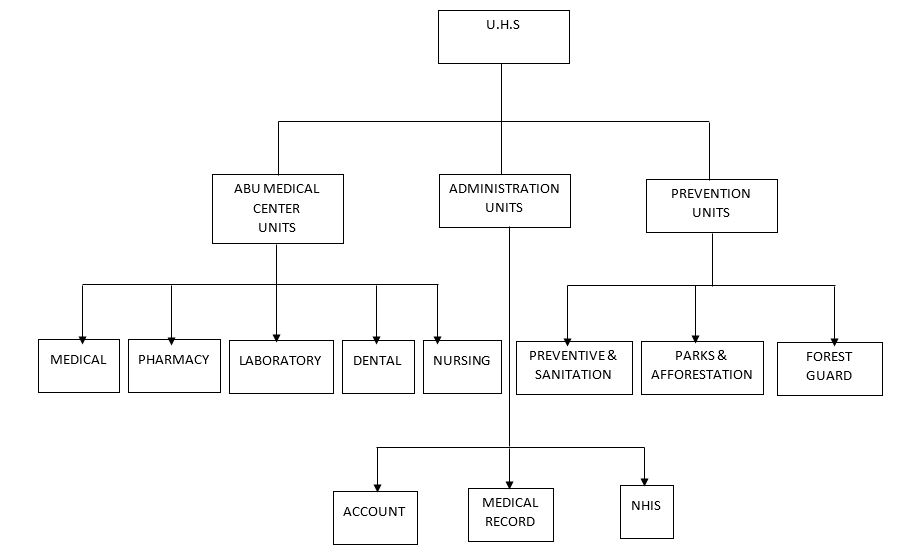 U.H.S
ABU MEDICAL
CENTER
UNITS
ADMINISTRATION
UNITS
PREVENTION
UNITS
MEDICAL
PHARMACY
LABORATORY
DENTAL
NURSING
PREVENTIVE &
SANITATION
PARKS &
AFFORESTATION
FOREST
GUARD
ACCOUNT
MEDICAL
RECORD
NHIS